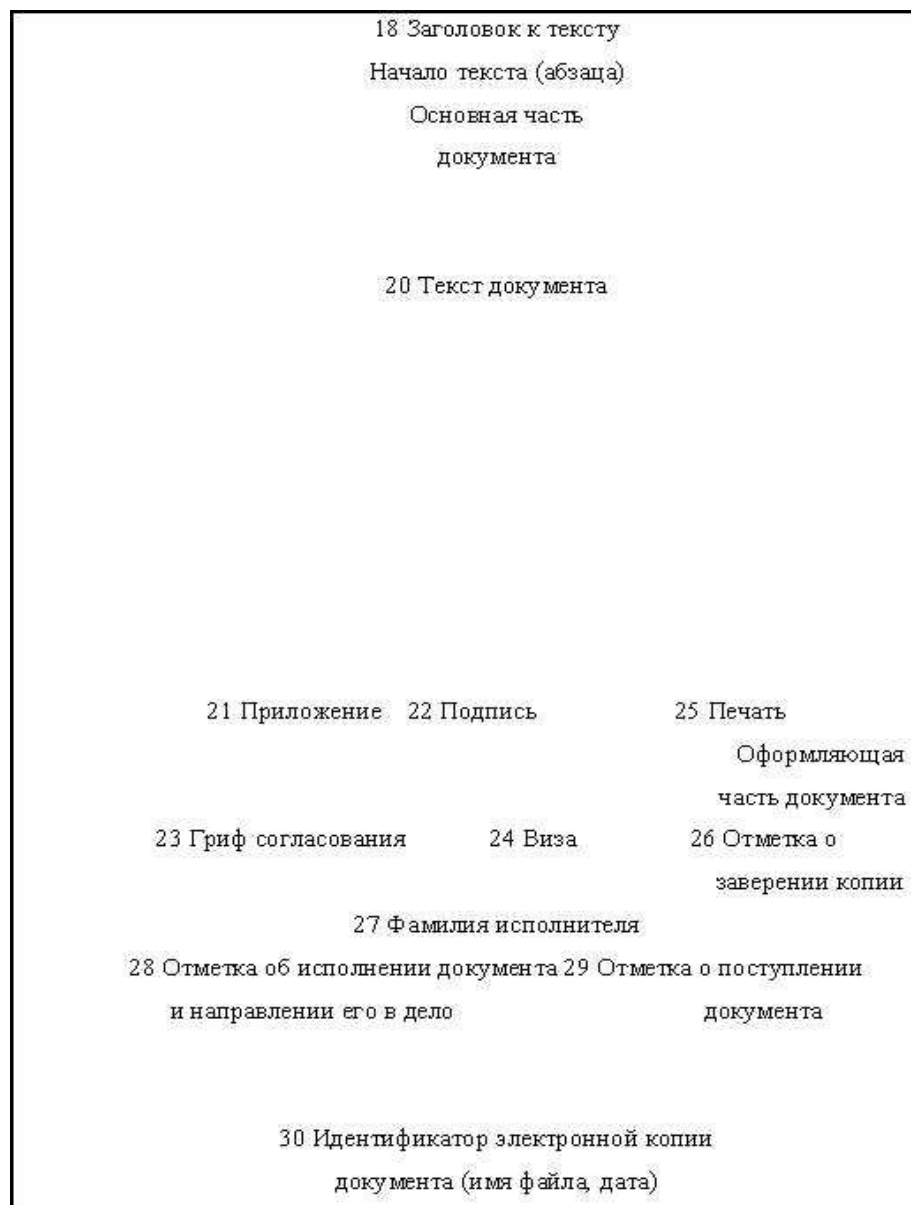 18 Заголовок к тексту
Начало текста (абзаца)
Основная часть
документа
20 Текст документа
21 Приложение 22 Подпись 25 Печать
Оформляющая
часть документа
23 Гриф согласования 24 Виза 26 Отметка о
заверении копии
27 Фамилия исполнителя
28 Отметка об исполнении документа 29 Отметка о поступлении
и направлении его в дело документа
30 Идентификатор электронной копии
документа (имя файла, дата)